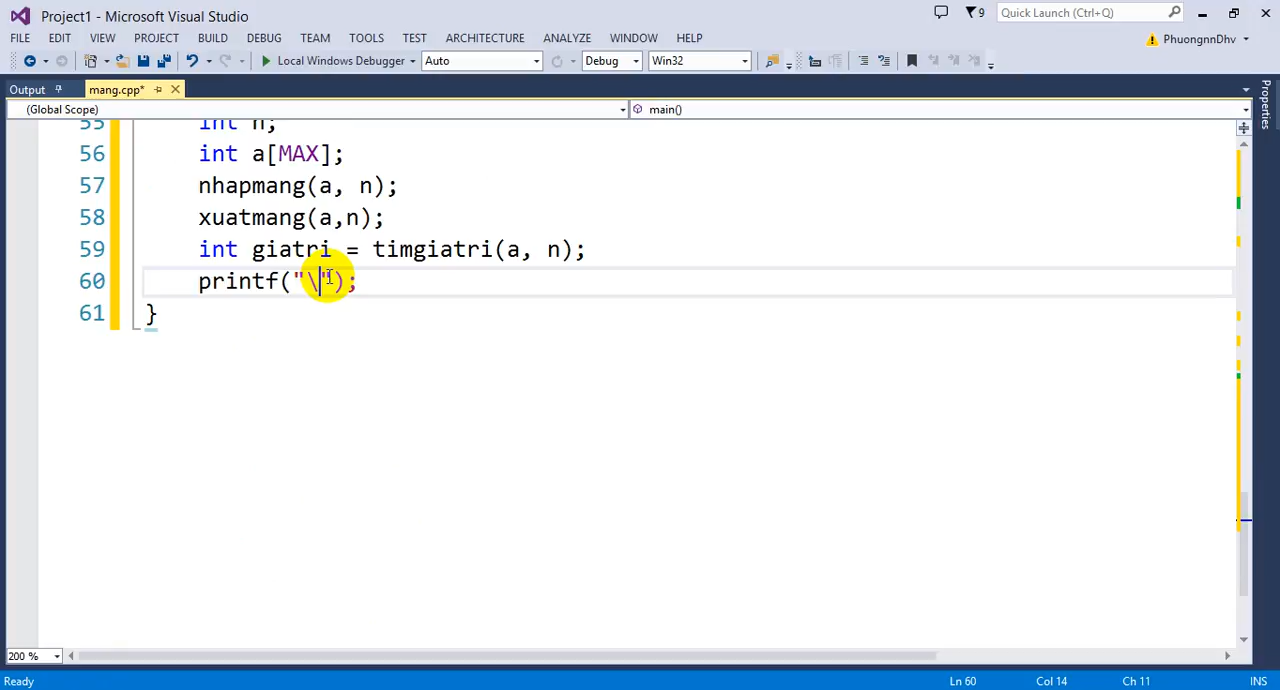 Project1 - Microsoft Visual Studio
9
Quick Launch (Ctrl+Q)
FILE EDIT VIEW PROJECT BUILD DEBUG TEAM TOOLS TEST ARCHITECTURE ANALYZE WINDOW HELP
PhuongnnDhv
Local Windows Debugger Auto Debug Win32
Output mang.cpp*
Properties
(Global Scope) main()
55 int n;
56 int a[MAX];
57 nhapmang(a, n);
58 xuatmang(a,n);
59 int giatri = timgiatri(a, n);
60 printf("\");
61 }
200 %
Ready Ln 60 Col 14 Ch 11 INS